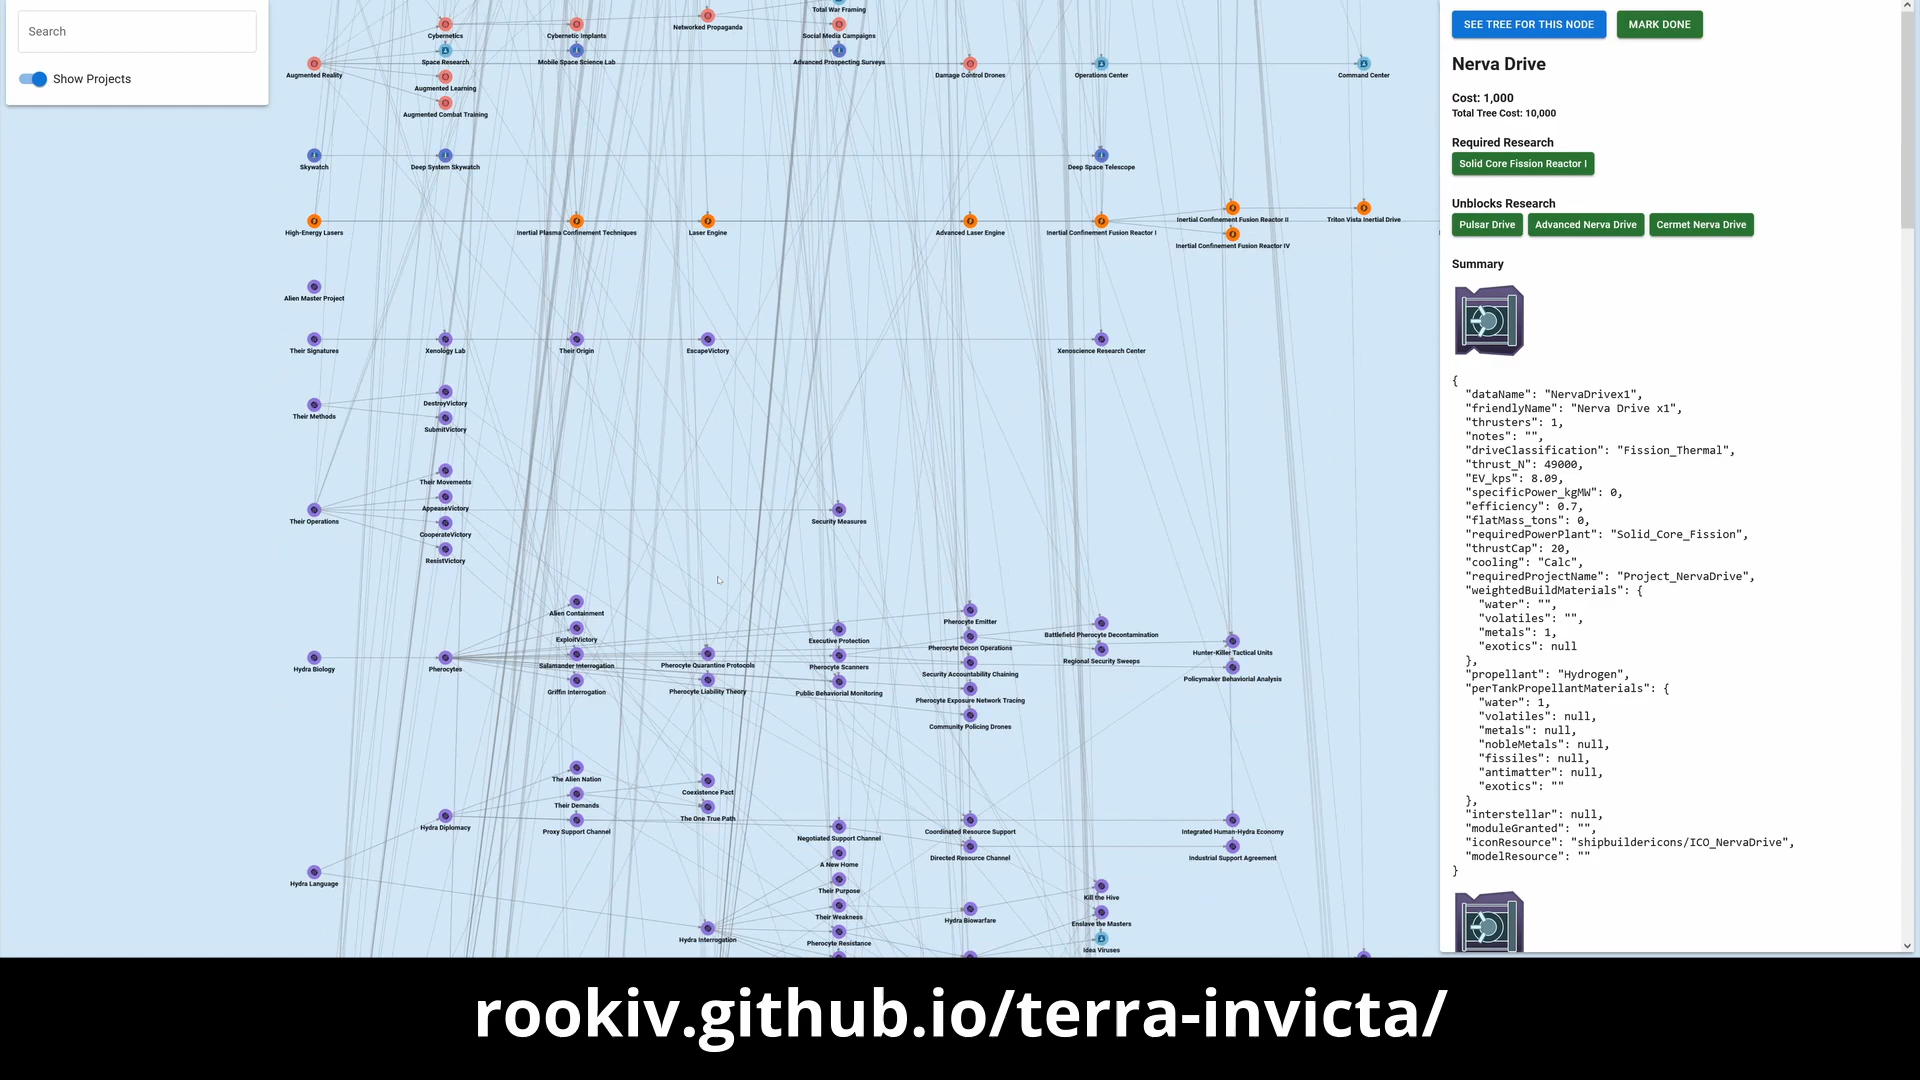 Search
Show Projects
Total War Framing
Cybernetics
Cybernetic Implants
Networked Propaganda
Social Media Campaigns
Space Research
Mobile Space Science Lab
Advanced Prospecting Surveys
Augmented Reality
Damage Control Drones
Operations Center
Command Center
Augmented Learning
Augmented Combat Training
Skywatch
Deep System Skywatch
Deep Space Telescope
High-Energy Lasers
Inertial Plasma Confinement Techniques
Laser Engine
Advanced Laser Engine
Inertial Confinement Fusion Reactor I
Inertial Confinement Fusion Reactor II
Triton Vista Inertial Drive
Inertial Confinement Fusion Reactor IV
Alien Master Project
Their Signatures
Xenology Lab
Their Origin
EscapeVictory
Xenoscience Research Center
DestroyVictory
Their Methods
SubmitVictory
Their Movements
AppeaseVictory
Their Operations
Security Measures
CooperateVictory
ResistVictory
Alien Containment
Pherocyte Emitter
ExploitVictory
Executive Protection
Battlefield Pherocyte Decontamination
Pherocyte Decon Operations
Hydra Biology
Pherocytes
Salamander Interrogation
Pherocyte Quarantine Protocols
Pherocyte Scanners
Regional Security Sweeps
Hunter-Killer Tactical Units
Security Accountability Chaining
Griffin Interrogation
Pherocyte Liability Theory
Public Behaviorial Monitoring
Policymaker Behaviorial Analysis
Pherocyte Exposure Network Tracing
Community Policing Drones
The Alien Nation
Coexistence Pact
Their Demands
The One True Path
Hydra Diplomacy
Proxy Support Channel
Negotiated Support Channel
Coordinated Resource Support
Integrated Human-Hydra Economy
A New Home
Directed Resource Channel
Industrial Support Agreement
Hydra Language
Their Purpose
Kill the Hive
Their Weakness
Hydra Biowarfare
Enslave the Masters
Hydra Interrogation
Pherocyte Resistance
Idea Viruses
SEE TREE FOR THIS NODE
MARK DONE
Nerva Drive
Cost: 1,000
Total Tree Cost: 10,000
Required Research
Solid Core Fission Reactor I
Unblocks Research
Pulsar Drive
Advanced Nerva Drive
Cermet Nerva Drive
Summary
{
"dataName": "NervaDrivex1",
"friendlyName": "Nerva Drive x1",
"thrusters": 1,
"notes": "",
"driveClassification": "Fission_Thermal",
"thrust_N": 49000,
"EV_kps": 8.09,
"specificPower_kgMW": 0,
"efficiency": 0.7,
"flatMass_tons": 0,
"requiredPowerPlant": "Solid_Core_Fission",
"thrustCap": 20,
"cooling": "Calc",
"requiredProjectName": "Project_NervaDrive",
"weightedBuildMaterials": {
"water": "",
"volatiles": "",
"metals": 1,
"exotics": null
},
"propellant": "Hydrogen",
"perTankPropellantMaterials": {
"water": 1,
"volatiles": null,
"metals": null,
"nobleMetals": null,
"fissiles": null,
"antimatter": null,
"exotics": ""
},
"interstellar": null,
"moduleGranted": "",
"iconResource": "shipbuildericons/ICO_NervaDrive",
"modelResource": ""
}
rookiv.github.io/terra-invicta/